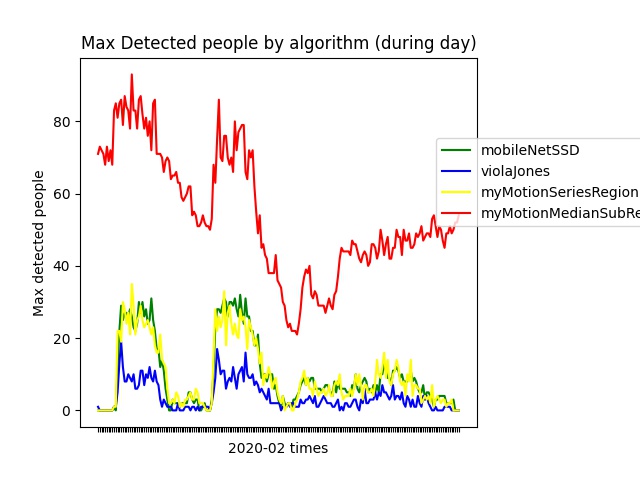 Max Detected people by algorithm (during day)
Max detected people
80
60
40
20
0
2020-02 times
mobileNetSSD
violaJones
myMotionSeriesRegion
myMotionMedianSubRe